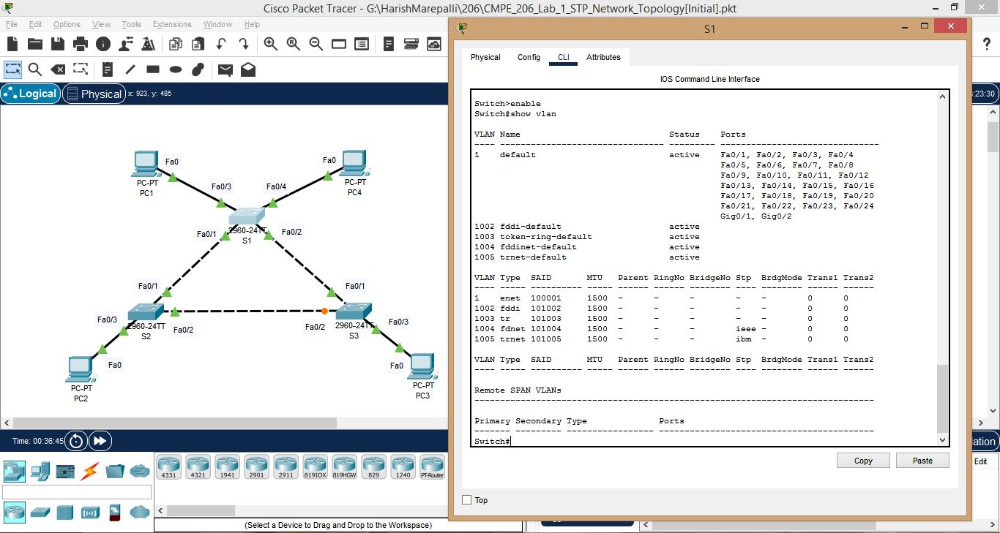 Cisco Packet Tracer - G:\HarishMarepalli\206\CMPE_206_Lab_1_STP_Network_Topology[Initial].pkt
File Edit Options View Tools Extensions Window Help
Logical Physical x: 923, y: 485
:23:30
Fa0
PC-PT
PC1
Fa0
PC-PT
PC4
Fa0/3
Fa0/4
Fa0/1
2960-24TT
S1
Fa0/2
Fa0/1
Fa0/1
Fa0/3
2960-24TT
S2
Fa0/2
Fa0/2
2960-24TT
S3
Fa0/3
Fa0
PC-PT
PC2
Fa0
PC-PT
PC3
Time: 00:36:45
4331 4321 1941 2901 2911 819IOX 819HGW 829 1240 PT-Router
(Select a Device to Drag and Drop to the Workspace)
S1
Physical Config CLI Attributes
IOS Command Line Interface
Switch>enable
Switch#show vlan
VLAN Name Status Ports
---- -------------------------------- --------- -------------------------------
1 default active Fa0/1, Fa0/2, Fa0/3, Fa0/4
Fa0/5, Fa0/6, Fa0/7, Fa0/8
Fa0/9, Fa0/10, Fa0/11, Fa0/12
Fa0/13, Fa0/14, Fa0/15, Fa0/16
Fa0/17, Fa0/18, Fa0/19, Fa0/20
Fa0/21, Fa0/22, Fa0/23, Fa0/24
Gig0/1, Gig0/2
1002 fddi-default active
1003 token-ring-default active
1004 fddinet-default active
1005 trnet-default active
VLAN Type SAID MTU Parent RingNo BridgeNo Stp BrdgMode Trans1 Trans2
---- ----- ---------- ----- ------ ------ -------- ---- -------- ------ ------
1 enet 100001 1500 - - - - - 0 0
1002 fddi 101002 1500 - - - - - 0 0
1003 tr 101003 1500 - - - - - 0 0
1004 fdnet 101004 1500 - - - ieee - 0 0
1005 trnet 101005 1500 - - - ibm - 0 0
VLAN Type SAID MTU Parent RingNo BridgeNo Stp BrdgMode Trans1 Trans2
---- ----- ---------- ----- ------ ------ -------- ---- -------- ------ ------
Remote SPAN VLANs
------------------------------------------------------------------------------
Primary Secondary Type Ports
------- --------- ----------------- ------------------------------------------
Switch#
Copy Paste
Top
ation
Edit